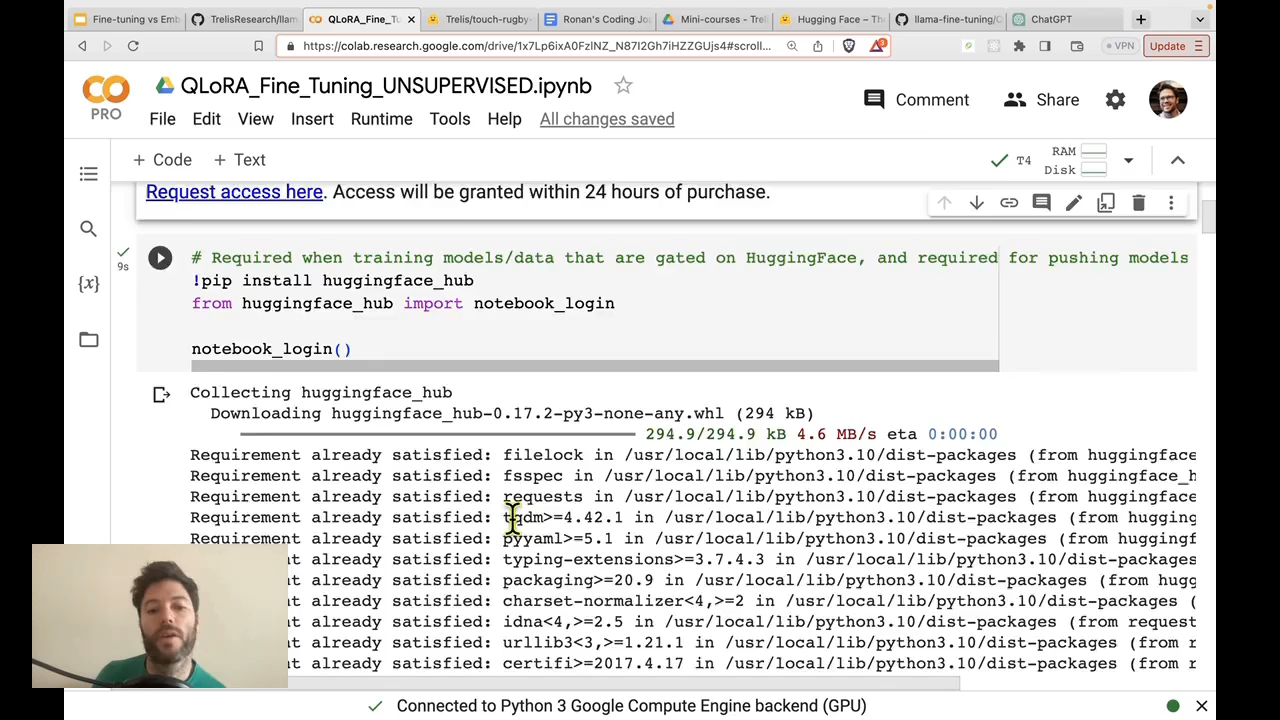 Fine-tuning vs Emb
TrelisResearch/llam
QLoRA_Fine_Tu
Trelis/touch-rugby-
Ronan's Coding Jo
Mini-courses - Trel
Hugging Face – Th
llama-fine-tuning/C
ChatGPT
https://colab.research.google.com/drive/1x7Lp6ixA0FzlNZ_N87I2Gh7iHZZGUjs4#scroll...
VPN
Update
PRO
QLoRA_Fine_Tuning_UNSUPERVISED.ipynb
Comment
Share
File Edit View Insert Runtime Tools Help All changes saved
+ Code + Text
T4
RAM
Disk
Request access here. Access will be granted within 24 hours of purchase.
9s
# Required when training models/data that are gated on HuggingFace, and required for pushing models
!pip install huggingface_hub
from huggingface_hub import notebook_login
notebook_login()
Collecting huggingface_hub
Downloading huggingface_hub-0.17.2-py3-none-any.whl (294 kB)
294.9/294.9 kB 4.6 MB/s eta 0:00:00
Requirement already satisfied: filelock in /usr/local/lib/python3.10/dist-packages (from huggingface
Requirement already satisfied: fsspec in /usr/local/lib/python3.10/dist-packages (from huggingface_h
Requirement already satisfied: requests in /usr/local/lib/python3.10/dist-packages (from huggingface
Requirement already satisfied: tqdm>=4.42.1 in /usr/local/lib/python3.10/dist-packages (from hugging
Requirement already satisfied: pyyaml>=5.1 in /usr/local/lib/python3.10/dist-packages (from huggingf
nt already satisfied: typing-extensions>=3.7.4.3 in /usr/local/lib/python3.10/dist-packages
nt already satisfied: packaging>=20.9 in /usr/local/lib/python3.10/dist-packages (from hugg
nt already satisfied: charset-normalizer<4,>=2 in /usr/local/lib/python3.10/dist-packages (
nt already satisfied: idna<4,>=2.5 in /usr/local/lib/python3.10/dist-packages (from request
nt already satisfied: urllib3<3,>=1.21.1 in /usr/local/lib/python3.10/dist-packages (from r
nt already satisfied: certifi>=2017.4.17 in /usr/local/lib/python3.10/dist-packages (from r
Connected to Python 3 Google Compute Engine backend (GPU)